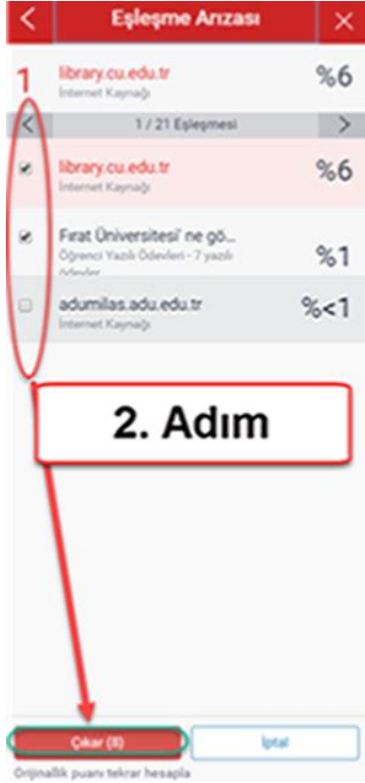 Eşleşme Arızası
1 library.cu.edu.tr %6
İnternet Kaynağı
1 / 21 Eşleşmesi
library.cu.edu.tr %6
İnternet Kaynağı
Fırat Üniversitesi' ne gö...
Öğrenci Yazılı Ödevleri - 7 yazılı %1
ödevler
adumilas.adu.edu.tr %<1
İnternet Kaynağı
2. Adım
Çıkar (8) İptal
Orijinallik puanı tekrar hesapla